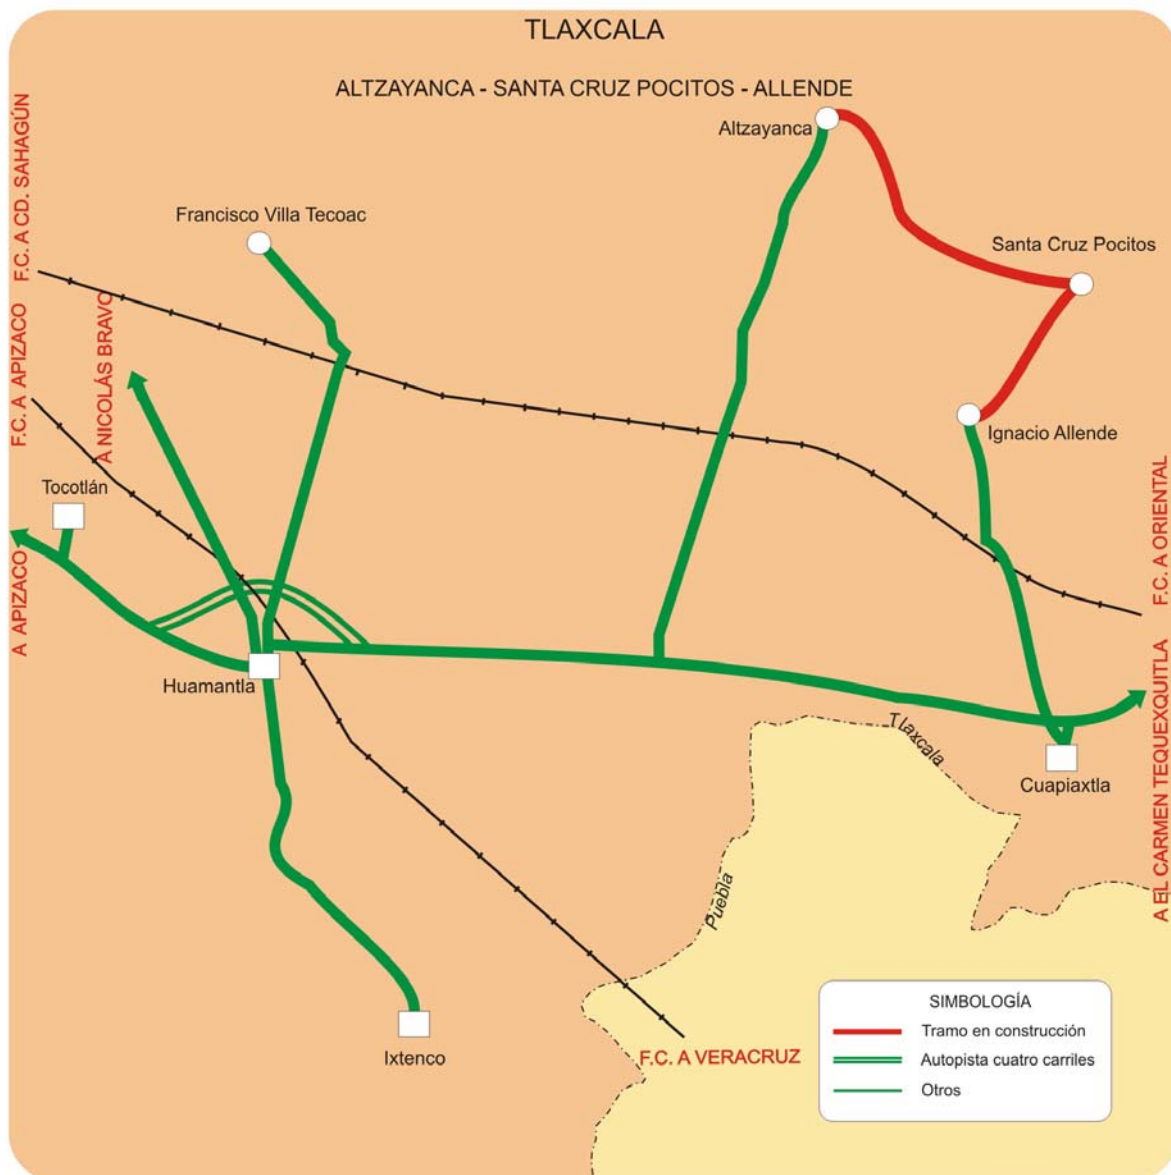 TLAXCALA
ALTZAYANCA - SANTA CRUZ POCITOS - ALLENDE
Altzayanca
F.C. A CD. SAHAGÚN
Francisco Villa Tecoac
Santa Cruz Pocitos
F.C. A APIZACO
A NICOLÁS BRAVO
Ignacio Allende
Tocotlán
F.C. A ORIENTAL
A APIZACO
Huamantla
A EL CARMEN TEQUEXQUITLA
Tlaxcala
Cuapiaxtla
Puebla
Ixtenco
F.C. A VERACRUZ
SIMBOLOGÍA
Tramo en construcción
Autopista cuatro carriles
Otros